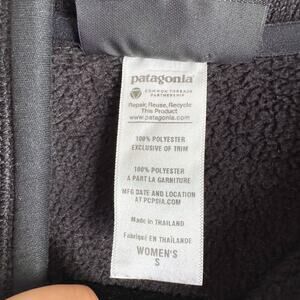 patagonia
COMMON THREADS
PARTNERSHIP
Repair, Reuse, Recycle
This Product
www.patagonia.com
100% POLYESTER
EXCLUSIVE OF TRIM
100% POLYESTER
A PART LA GARNITURE
MFG DATE AND LOCATION
AT PCPSIA.COM
Made in THAILAND
Fabriqué EN THAÏLANDE
WOMEN'S
S